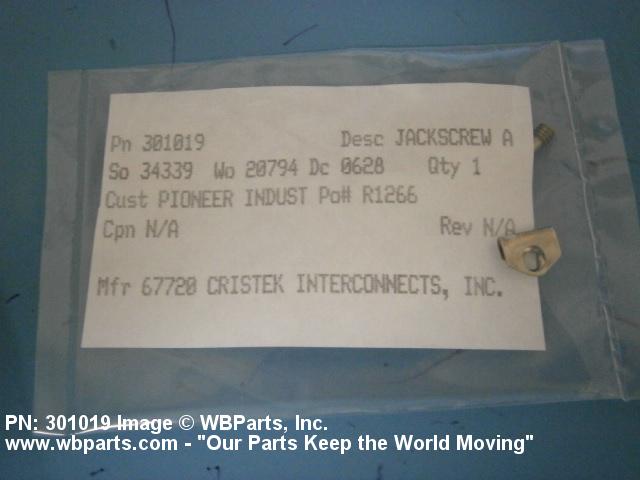 Pn 301019 Desc JACKSCREW A
So 34339 Wo 20794 Dc 0628 Qty 1
Cust PIONEER INDUST Po# R1266
Cpn N/A Rev N/A
Mfr 67720 CRISTEK INTERCONNECTS, INC.
PN: 301019 Image © WBParts, Inc.
www.wbparts.com - "Our Parts Keep the World Moving"